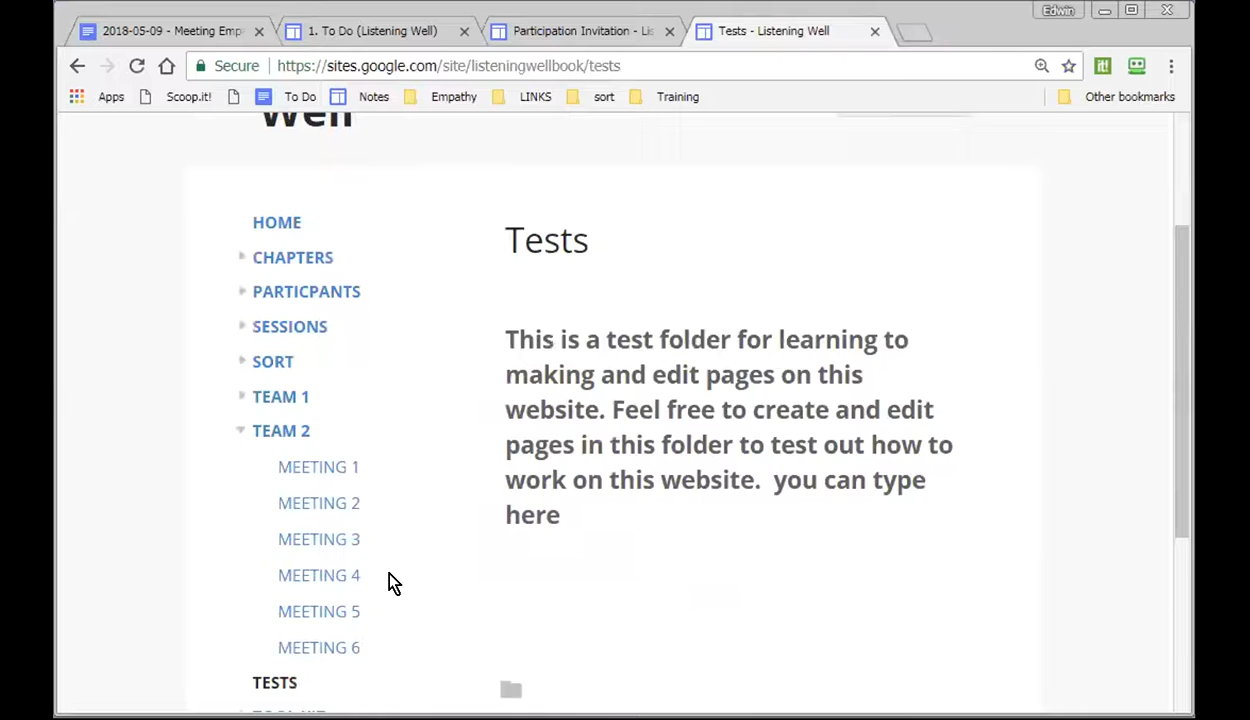 Edwin
2018-05-09 - Meeting Emp
1. To Do (Listening Well)
Participation Invitation - Lis
Tests - Listening Well
Secure
https://sites.google.com/site/listeningwellbook/tests
it!
Apps
Scoop.it!
To Do
Notes
Empathy
LINKS
sort
Training
Other bookmarks
Well
HOME
CHAPTERS
PARTICPANTS
SESSIONS
SORT
TEAM 1
TEAM 2
MEETING 1
MEETING 2
MEETING 3
MEETING 4
MEETING 5
MEETING 6
TESTS
Tests
This is a test folder for learning to
making and edit pages on this
website. Feel free to create and edit
pages in this folder to test out how to
work on this website.  you can type
here